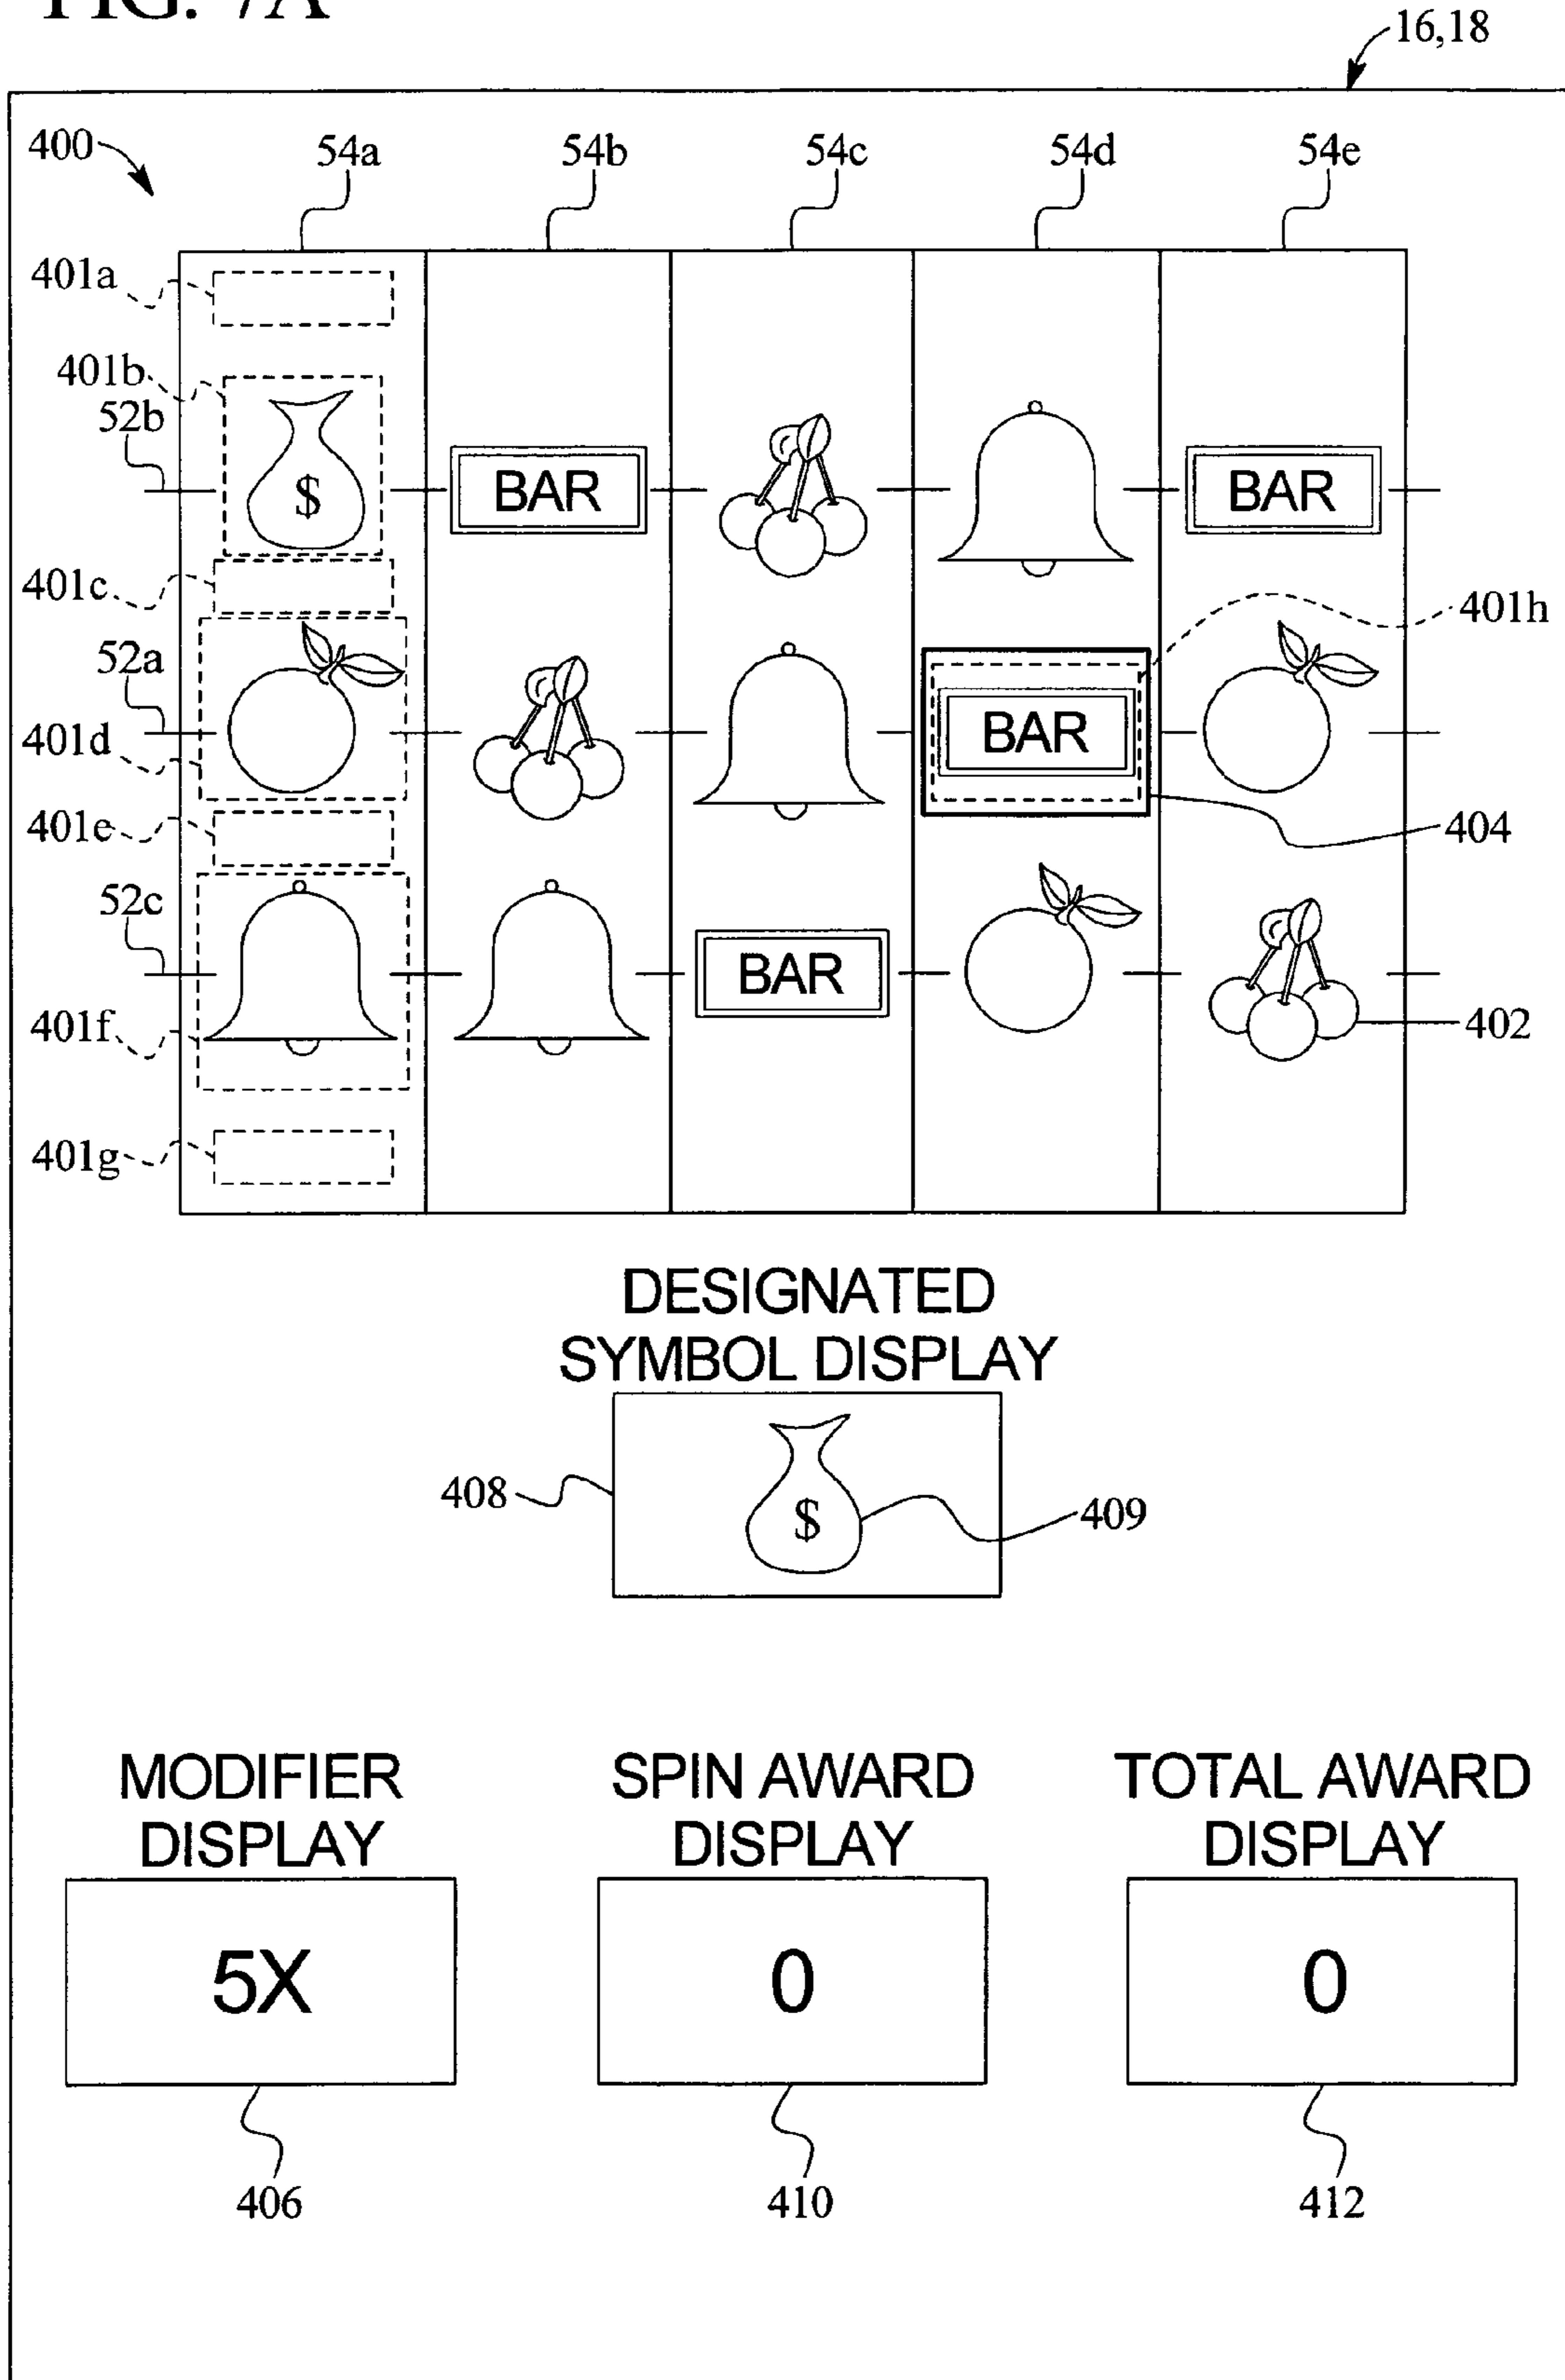 FIG. 7A
16,18
400
54a 54b 54c 54d 54e
401a
401b
52b
$ BAR BAR
401c
401h
52a
BAR
401d
401e
404
52c
BAR
401f
402
401g
DESIGNATED
SYMBOL DISPLAY
408 $ 409
MODIFIER SPIN AWARD TOTAL AWARD
DISPLAY DISPLAY DISPLAY
5X 0 0
406 410 412